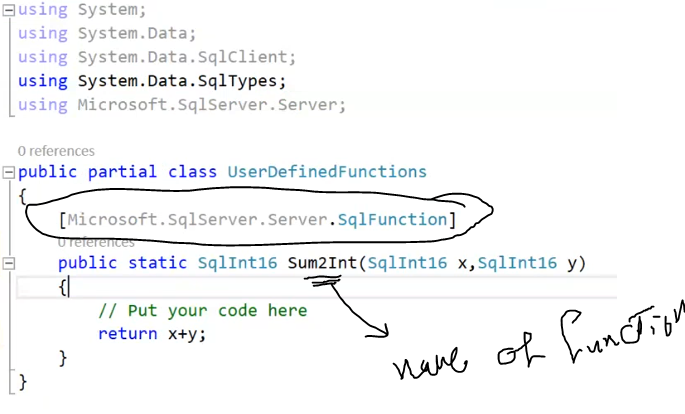 using System;
using System.Data;
using System.Data.SqlClient;
using System.Data.SqlTypes;
using Microsoft.SqlServer.Server;
0 references
public partial class UserDefinedFunctions
{
[Microsoft.SqlServer.Server.SqlFunction]
0 references
public static SqlInt16 Sum2Int(SqlInt16 x,SqlInt16 y)
{
// Put your code here
return x+y;
}
}
name of function